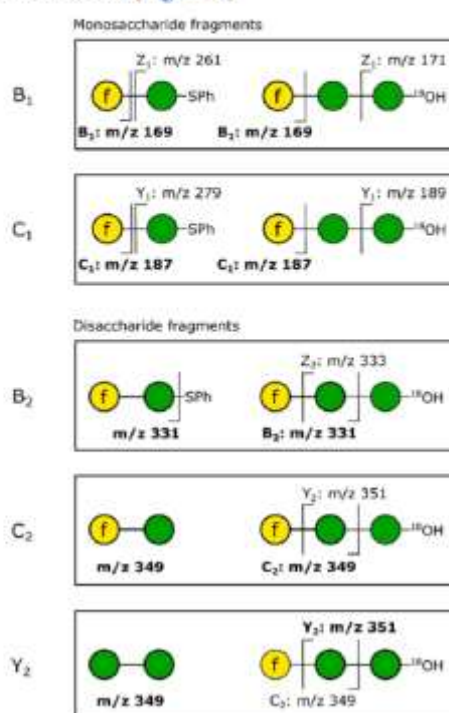 Monosaccharide fragments
B₁
Z₁: m/z 261
Z₁: m/z 171
f
SPh
f
¹⁸OH
B₁: m/z 169
B₁: m/z 169
C₁
Y₁: m/z 279
Y₁: m/z 189
f
SPh
f
¹⁸OH
C₁: m/z 187
C₁: m/z 187
Disaccharide fragments
B₂
Z₂: m/z 333
f
SPh
f
¹⁸OH
m/z 331
B₂: m/z 331
C₂
Y₂: m/z 351
f
f
¹⁸OH
m/z 349
C₂: m/z 349
Y₂
Y₂: m/z 351
f
¹⁸OH
m/z 349
C₂: m/z 349